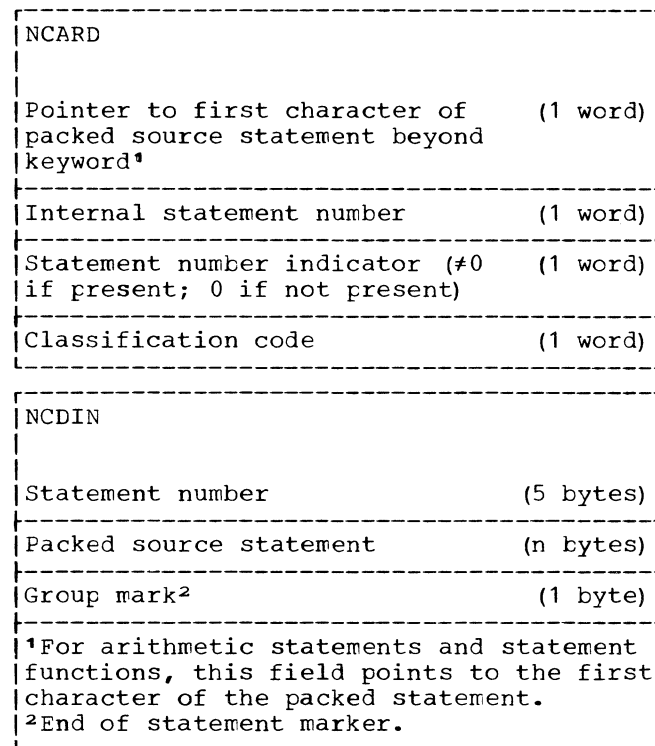 NCARD
Pointer to first character of (1 word)
packed source statement beyond
keyword¹
Internal statement number (1 word)
Statement number indicator (≠0 (1 word)
if present; 0 if not present)
Classification code (1 word)
NCDIN
Statement number (5 bytes)
Packed source statement (n bytes)
Group mark² (1 byte)
¹For arithmetic statements and statement
functions, this field points to the first
character of the packed statement.
²End of statement marker.